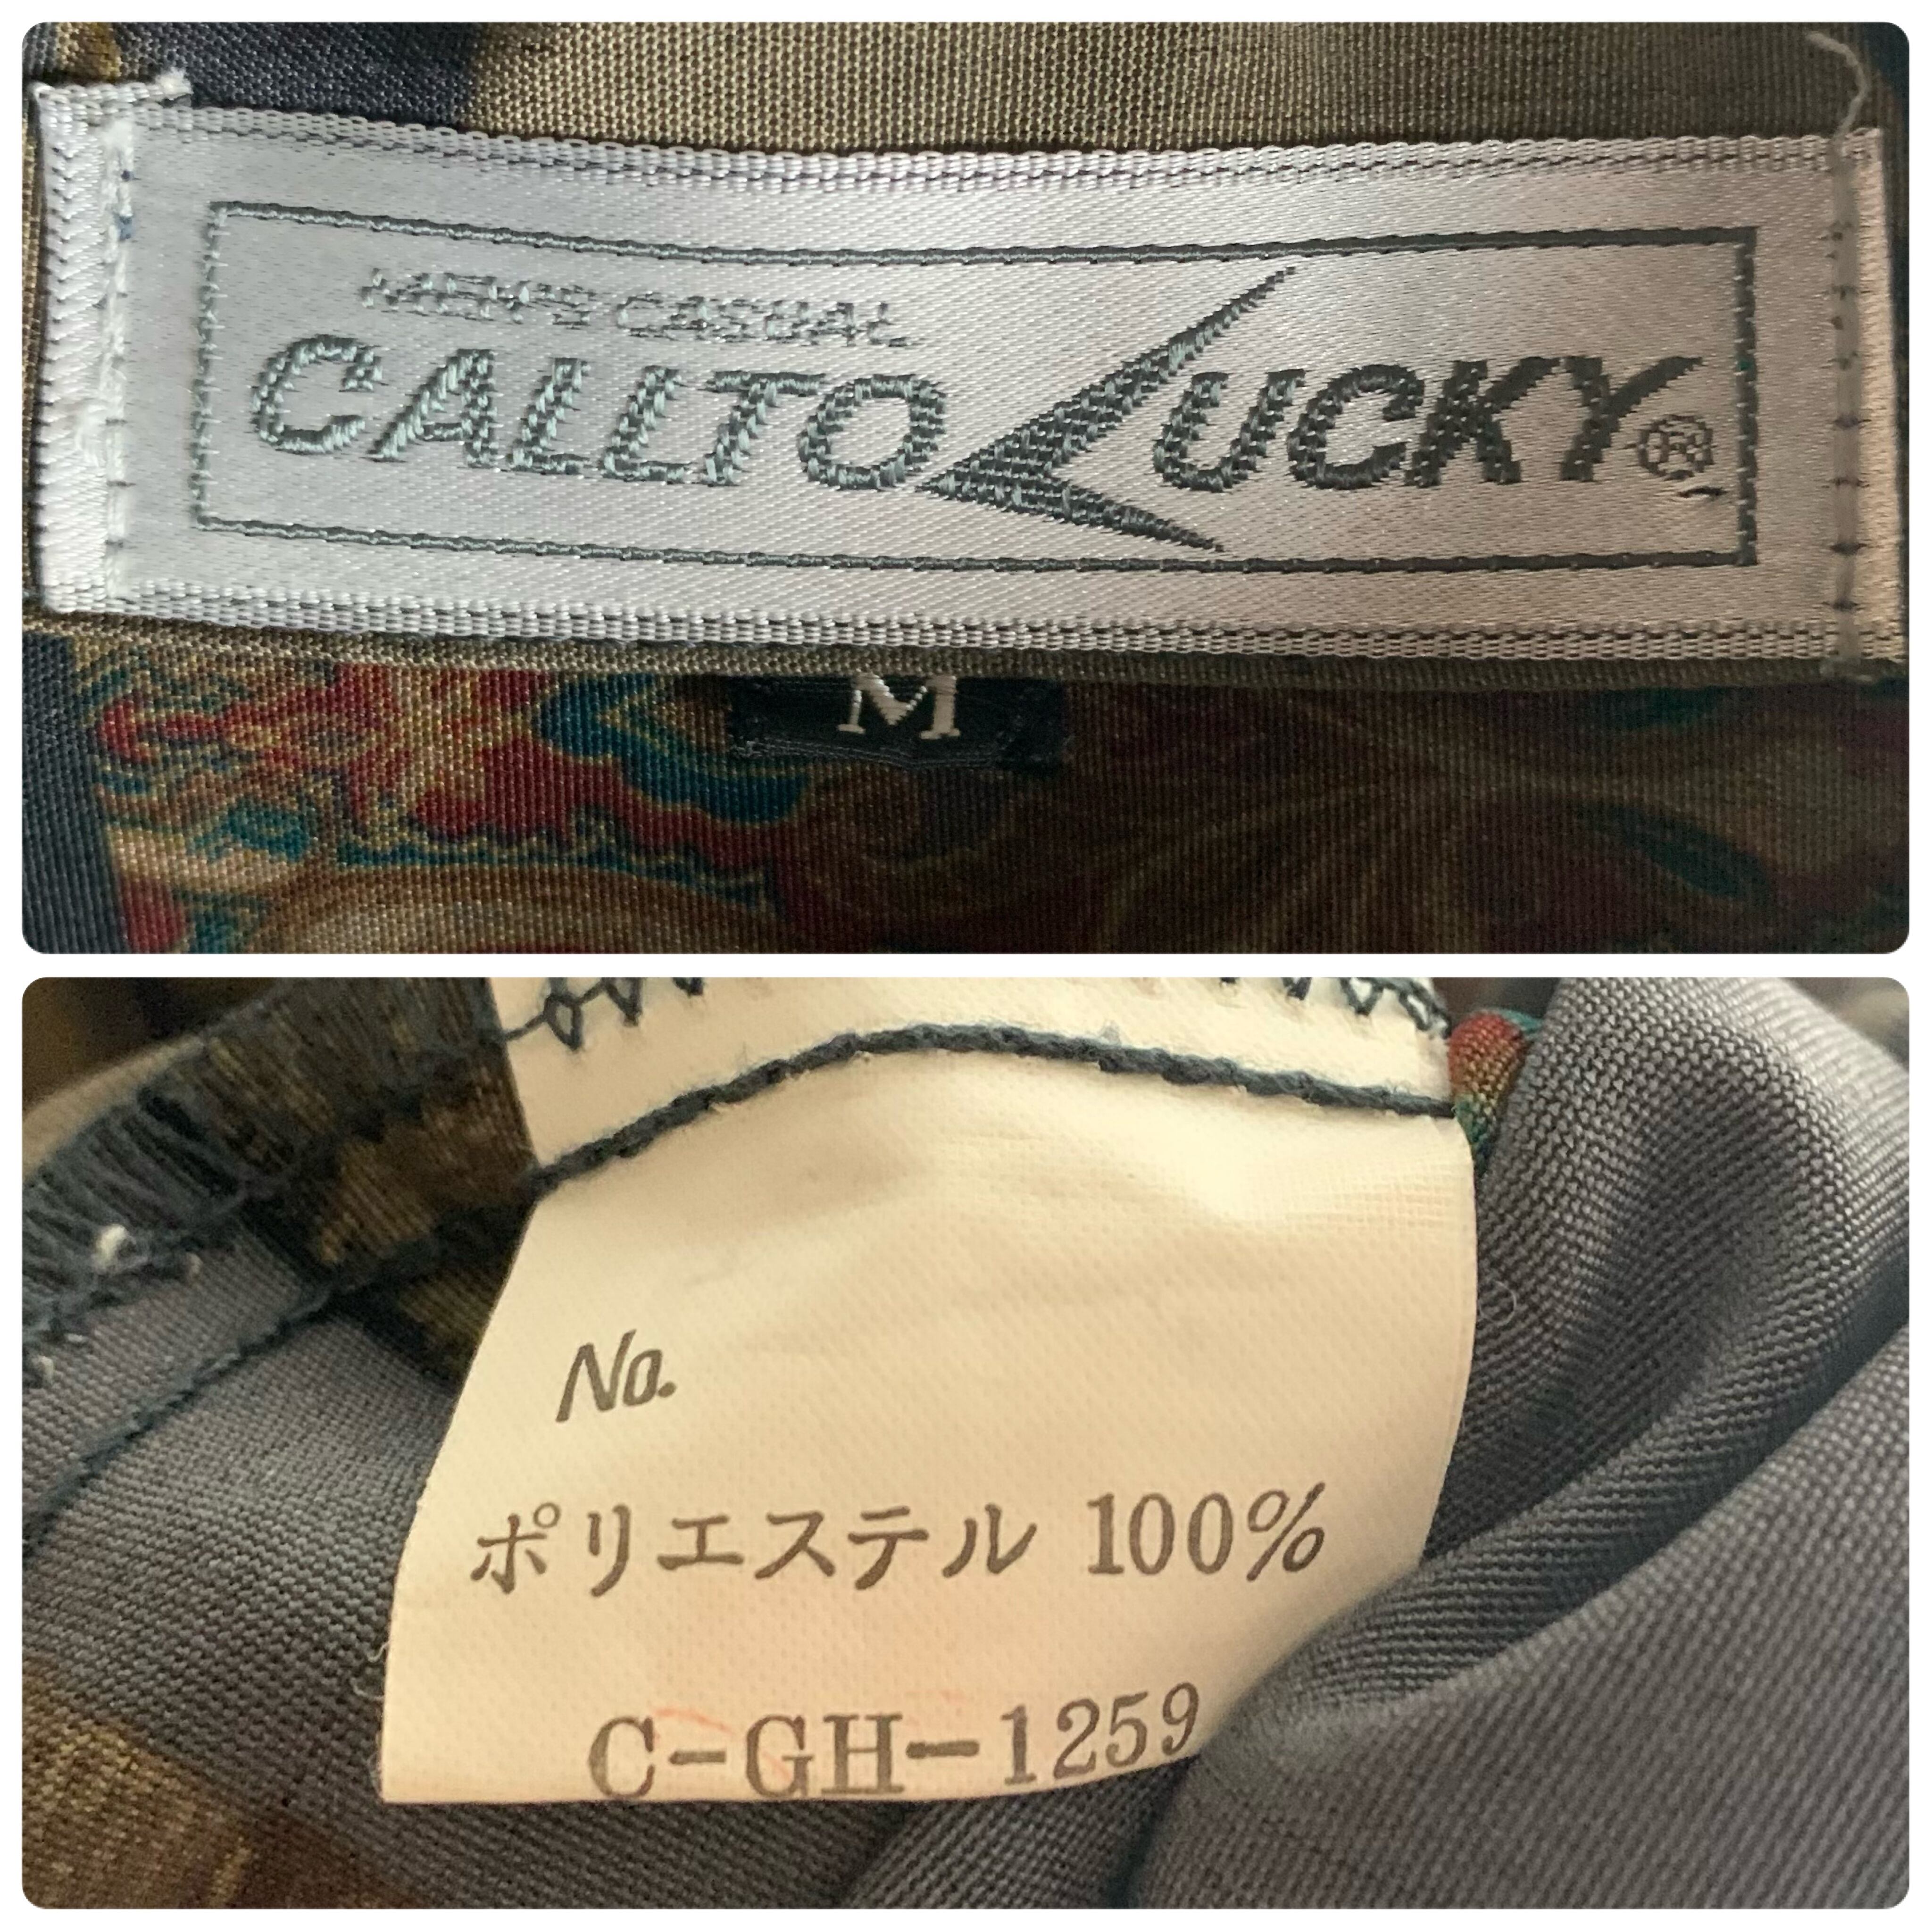 MEN'S CASUAL
CALLTO LUCKY®
M
No.
ポリエステル 100%
C-GH-1259